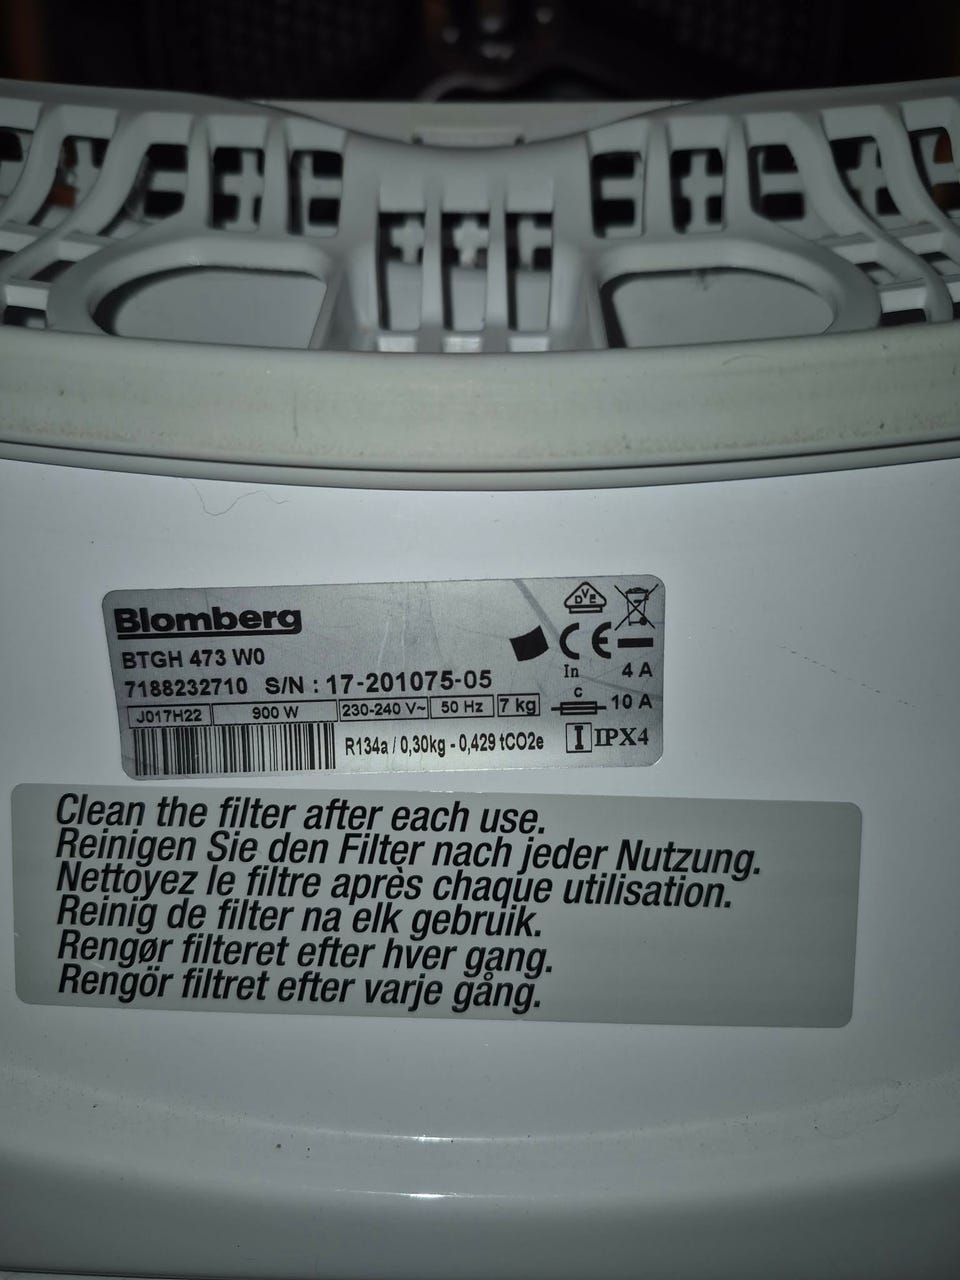 Blomberg
DVE
BTGH 473 W0
In 4 A
7188232710 S/N : 17-201075-05
C
10 A
J017H22 900 W 230-240 V~ 50 Hz 7 kg
R134a / 0,30kg - 0,429 tCO2e
I IPX4
Clean the filter after each use.
Reinigen Sie den Filter nach jeder Nutzung.
Nettoyez le filtre après chaque utilisation.
Reinig de filter na elk gebruik.
Rengør filteret efter hver gang.
Rengör filtret efter varje gång.